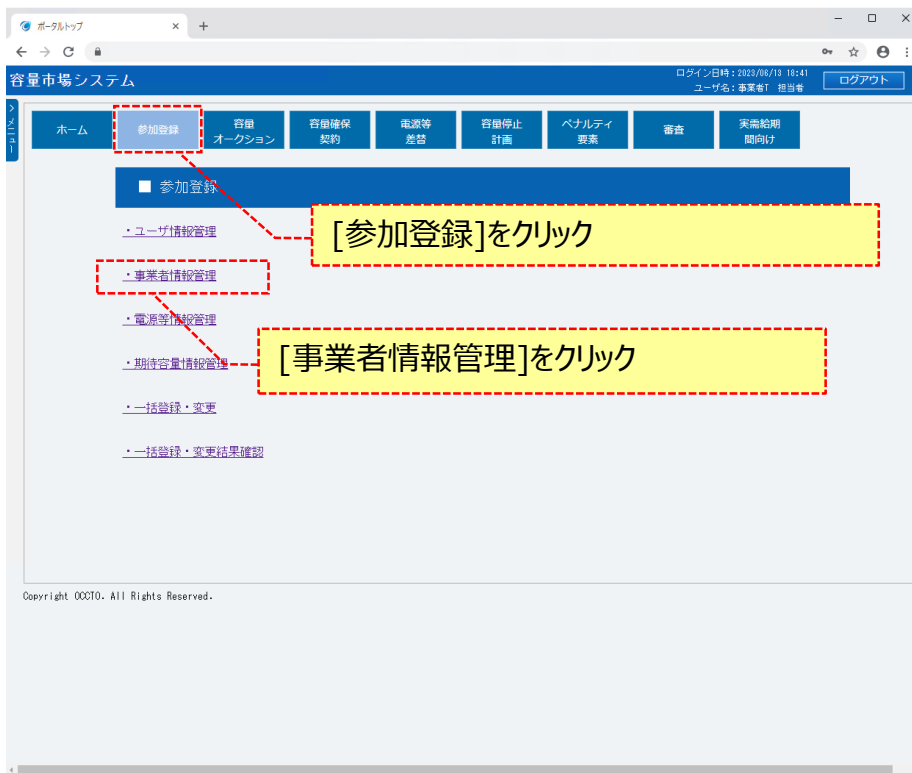 ポータルトップ
容量市場システム
ログイン日時：2023/06/13 18:41
ユーザ名：事業者T 担当者
ログアウト
メニュー
ホーム
参加登録
容量
オークション
容量確保
契約
電源等
差替
容量停止
計画
ペナルティ
要素
審査
実需給期
間向け
■ 参加登録
・ユーザ情報管理
[参加登録]をクリック
・事業者情報管理
・電源等情報管理
[事業者情報管理]をクリック
・期待容量情報管理
・一括登録・変更
・一括登録・変更結果確認
Copyright OCCTO. All Rights Reserved.